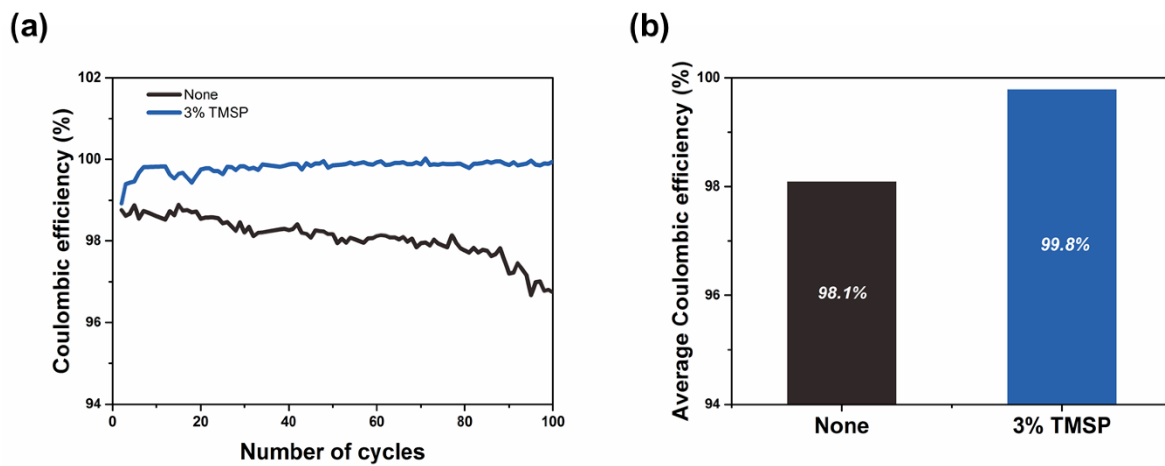 (a)
Coulombic efficiency (%)
102
100
98
96
94
None
3% TMSP
0
20
40
60
80
100
Number of cycles
(b)
Average Coulombic efficiency (%)
100
98
96
94
98.1%
99.8%
None
3% TMSP